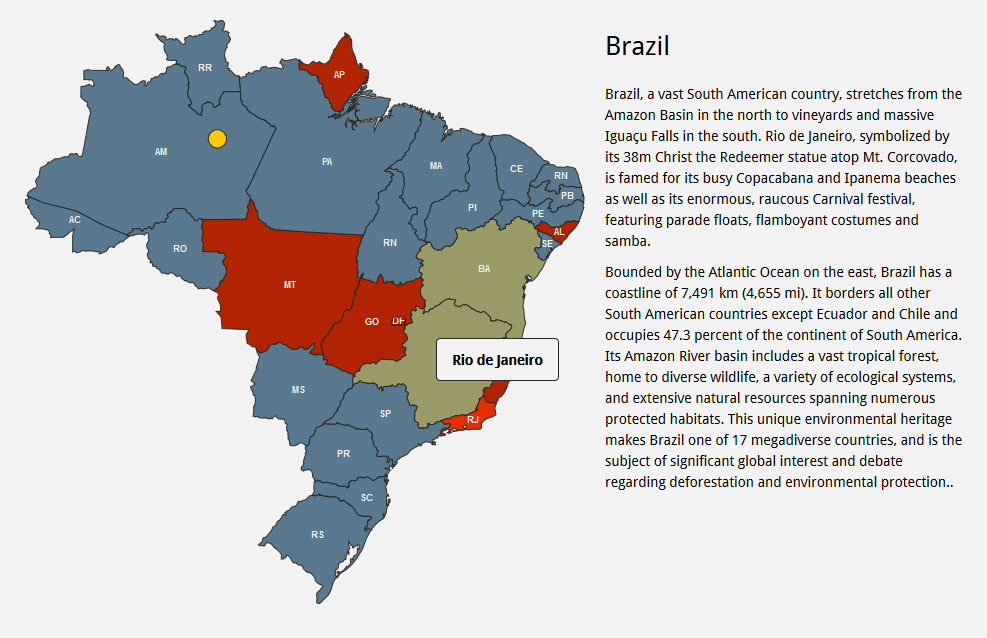 Brazil
Brazil, a vast South American country, stretches from the
Amazon Basin in the north to vineyards and massive
Iguaçu Falls in the south. Rio de Janeiro, symbolized by
its 38m Christ the Redeemer statue atop Mt. Corcovado,
is famed for its busy Copacabana and Ipanema beaches
as well as its enormous, raucous Carnival festival,
featuring parade floats, flamboyant costumes and
samba.
Bounded by the Atlantic Ocean on the east, Brazil has a
coastline of 7,491 km (4,655 mi). It borders all other
South American countries except Ecuador and Chile and
occupies 47.3 percent of the continent of South America.
Its Amazon River basin includes a vast tropical forest,
home to diverse wildlife, a variety of ecological systems,
and extensive natural resources spanning numerous
protected habitats. This unique environmental heritage
makes Brazil one of 17 megadiverse countries, and is the
subject of significant global interest and debate
regarding deforestation and environmental protection..
RR
AP
AM
PA
MA
CE
RN
PB
PI
PE
AC
AL
RO
RN
SE
BA
MT
GO
DF
Rio de Janeiro
MS
SP
RJ
PR
SC
RS